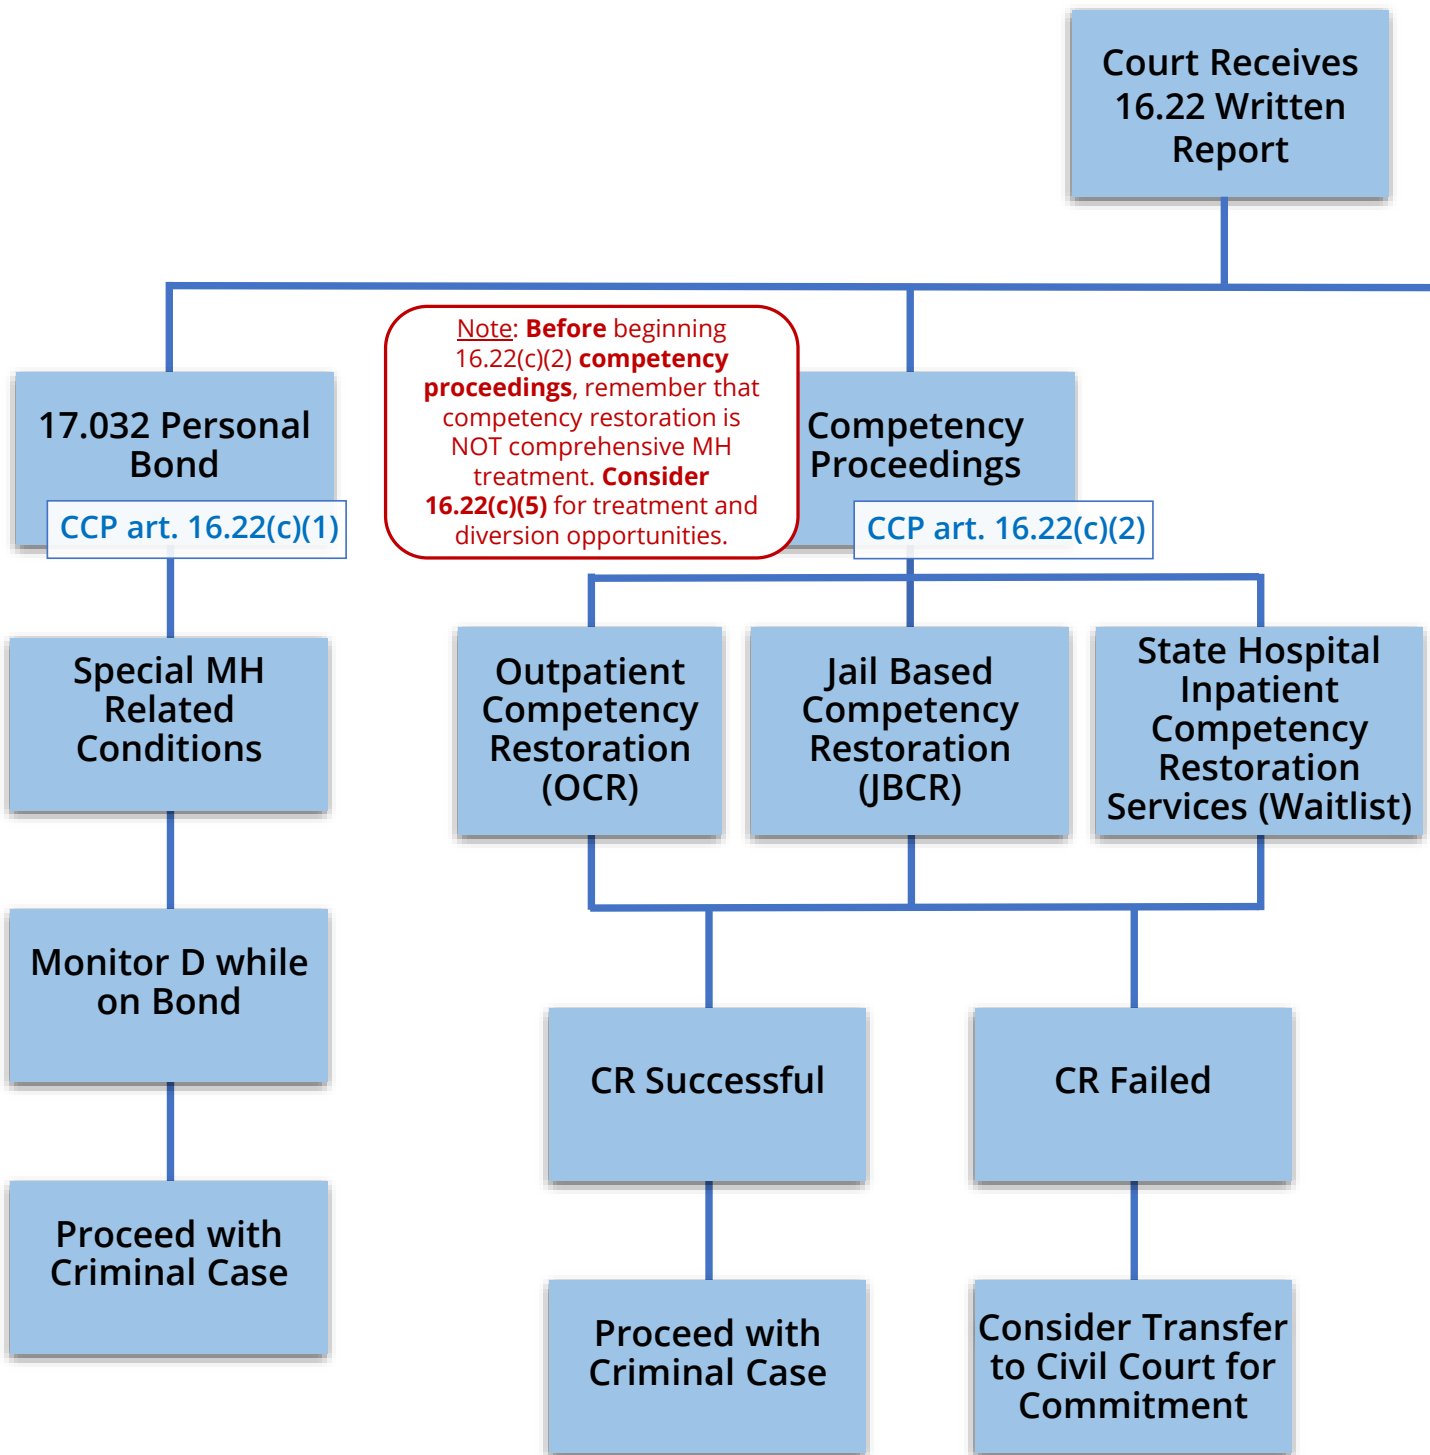 Court Receives
16.22 Written
Report
17.032 Personal
Bond
CCP art. 16.22(c)(1)
Note: Before beginning
16.22(c)(2) competency
proceedings, remember that
competency restoration is
NOT comprehensive MH
treatment. Consider
16.22(c)(5) for treatment and
diversion opportunities.
Competency
Proceedings
CCP art. 16.22(c)(2)
Special MH
Related
Conditions
Outpatient
Competency
Restoration
(OCR)
Jail Based
Competency
Restoration
(JBCR)
State Hospital
Inpatient
Competency
Restoration
Services (Waitlist)
Monitor D while
on Bond
CR Successful
CR Failed
Proceed with
Criminal Case
Proceed with
Criminal Case
Consider Transfer
to Civil Court for
Commitment